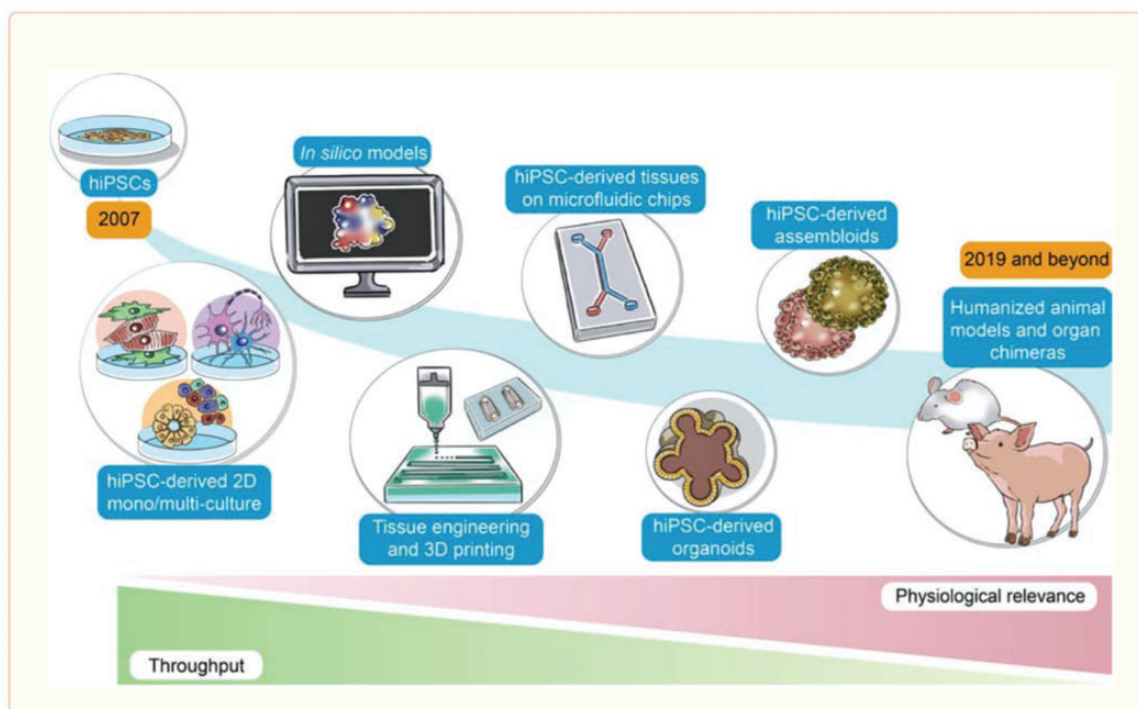 hiPSCs
2007
In silico models
hiPSC-derived tissues
on microfluidic chips
hiPSC-derived
assembloids
2019 and beyond
Humanized animal
models and organ
chimeras
hiPSC-derived 2D
mono/multi-culture
Tissue engineering
and 3D printing
hiPSC-derived
organoids
Physiological relevance
Throughput